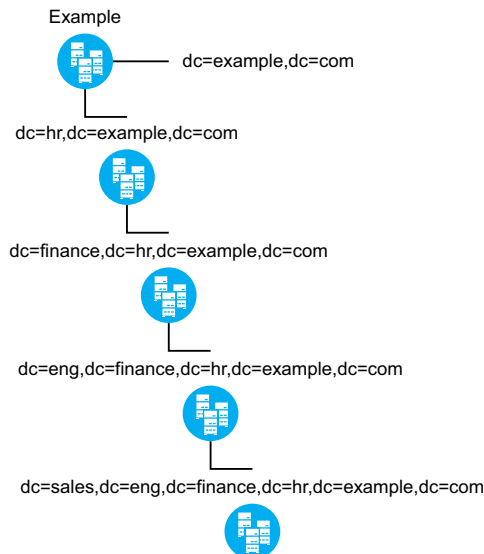 Example
dc=example,dc=com
dc=hr,dc=example,dc=com
dc=finance,dc=hr,dc=example,dc=com
dc=eng,dc=finance,dc=hr,dc=example,dc=com
dc=sales,dc=eng,dc=finance,dc=hr,dc=example,dc=com